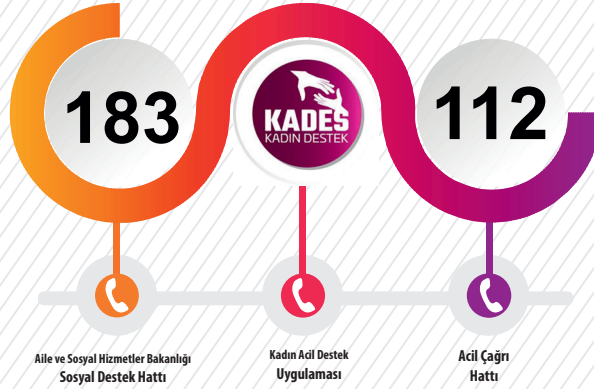 183
KADES
KADIN DESTEK
112
Aile ve Sosyal Hizmetler Bakanlığı
Sosyal Destek Hattı
Kadın Acil Destek
Uygulaması
Acil Çağrı
Hattı